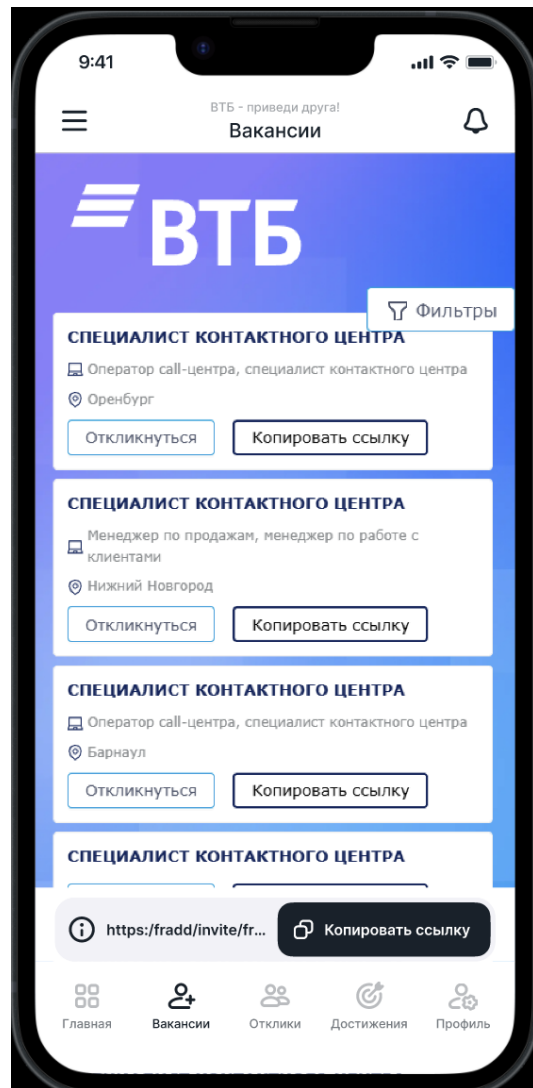 9:41
ВТБ - приведи друга!
Вакансии
ВТБ
Фильтры
СПЕЦИАЛИСТ КОНТАКТНОГО ЦЕНТРА
Оператор call-центра, специалист контактного центра
Оренбург
Откликнуться Копировать ссылку
СПЕЦИАЛИСТ КОНТАКТНОГО ЦЕНТРА
Менеджер по продажам, менеджер по работе с
клиентами
Нижний Новгород
Откликнуться Копировать ссылку
СПЕЦИАЛИСТ КОНТАКТНОГО ЦЕНТРА
Оператор call-центра, специалист контактного центра
Барнаул
Откликнуться Копировать ссылку
СПЕЦИАЛИСТ КОНТАКТНОГО ЦЕНТРА
https:/fradd/invite/fr... Копировать ссылку
Главная Вакансии Отклики Достижения Профиль